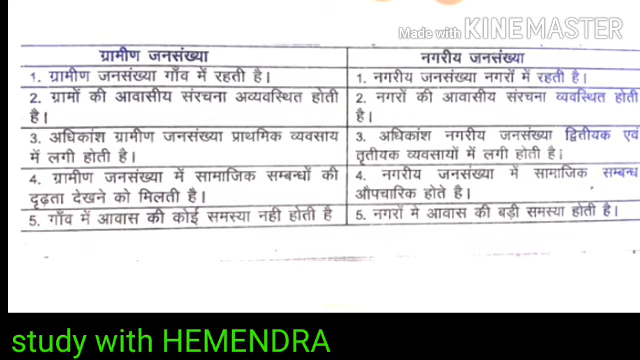 Made with KINEMASTER
ग्रामीण जनसंख्या
नगरीय जनसंख्या
1. ग्रामीण जनसंख्या गाँव में रहती है।
1. नगरीय जनसंख्या नगरों में रहती है।
2. ग्रामों की आवासीय संरचना अव्यवस्थित होती
है।
2. नगरों की आवासीय संरचना व्यवस्थित होती
है।
3. अधिकांश ग्रामीण जनसंख्या प्राथमिक व्यवसाय
में लगी होती है।
3. अधिकांश नगरीय जनसंख्या द्वितीयक एवं
तृतीयक व्यवसायों में लगी होती है।
4. ग्रामीण जनसंख्या में सामाजिक सम्बन्धों की
दृढ़ता देखने को मिलती है।
4. नगरीय जनसंख्या में सामाजिक सम्बन्ध
औपचारिक होते है।
5. गाँव में आवास की कोई समस्या नही होती है
5. नगरों मे आवास की बड़ी समस्या होती है।
study with HEMENDRA